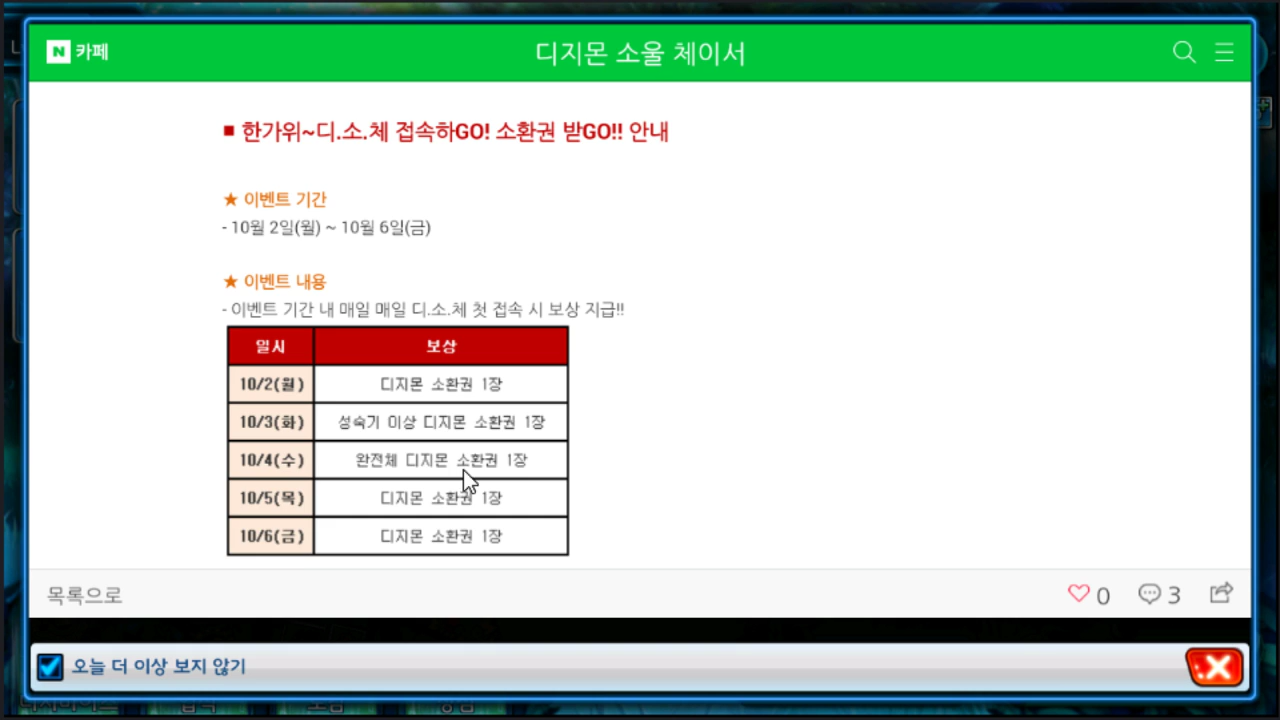 N 카페
디지몬 소울 체이서
■ 한가위~디.소.체 접속하GO! 소환권 받GO!! 안내
★ 이벤트 기간
- 10월 2일(월) ~ 10월 6일(금)
★ 이벤트 내용
- 이벤트 기간 내 매일 매일 디.소.체 첫 접속 시 보상 지급!!
일시 보상
10/2(월) 디지몬 소환권 1장
10/3(화) 성숙기 이상 디지몬 소환권 1장
10/4(수) 완전체 디지몬 소환권 1장
10/5(목) 디지몬 소환권 1장
10/6(금) 디지몬 소환권 1장
목록으로 0 3
오늘 더 이상 보지 않기